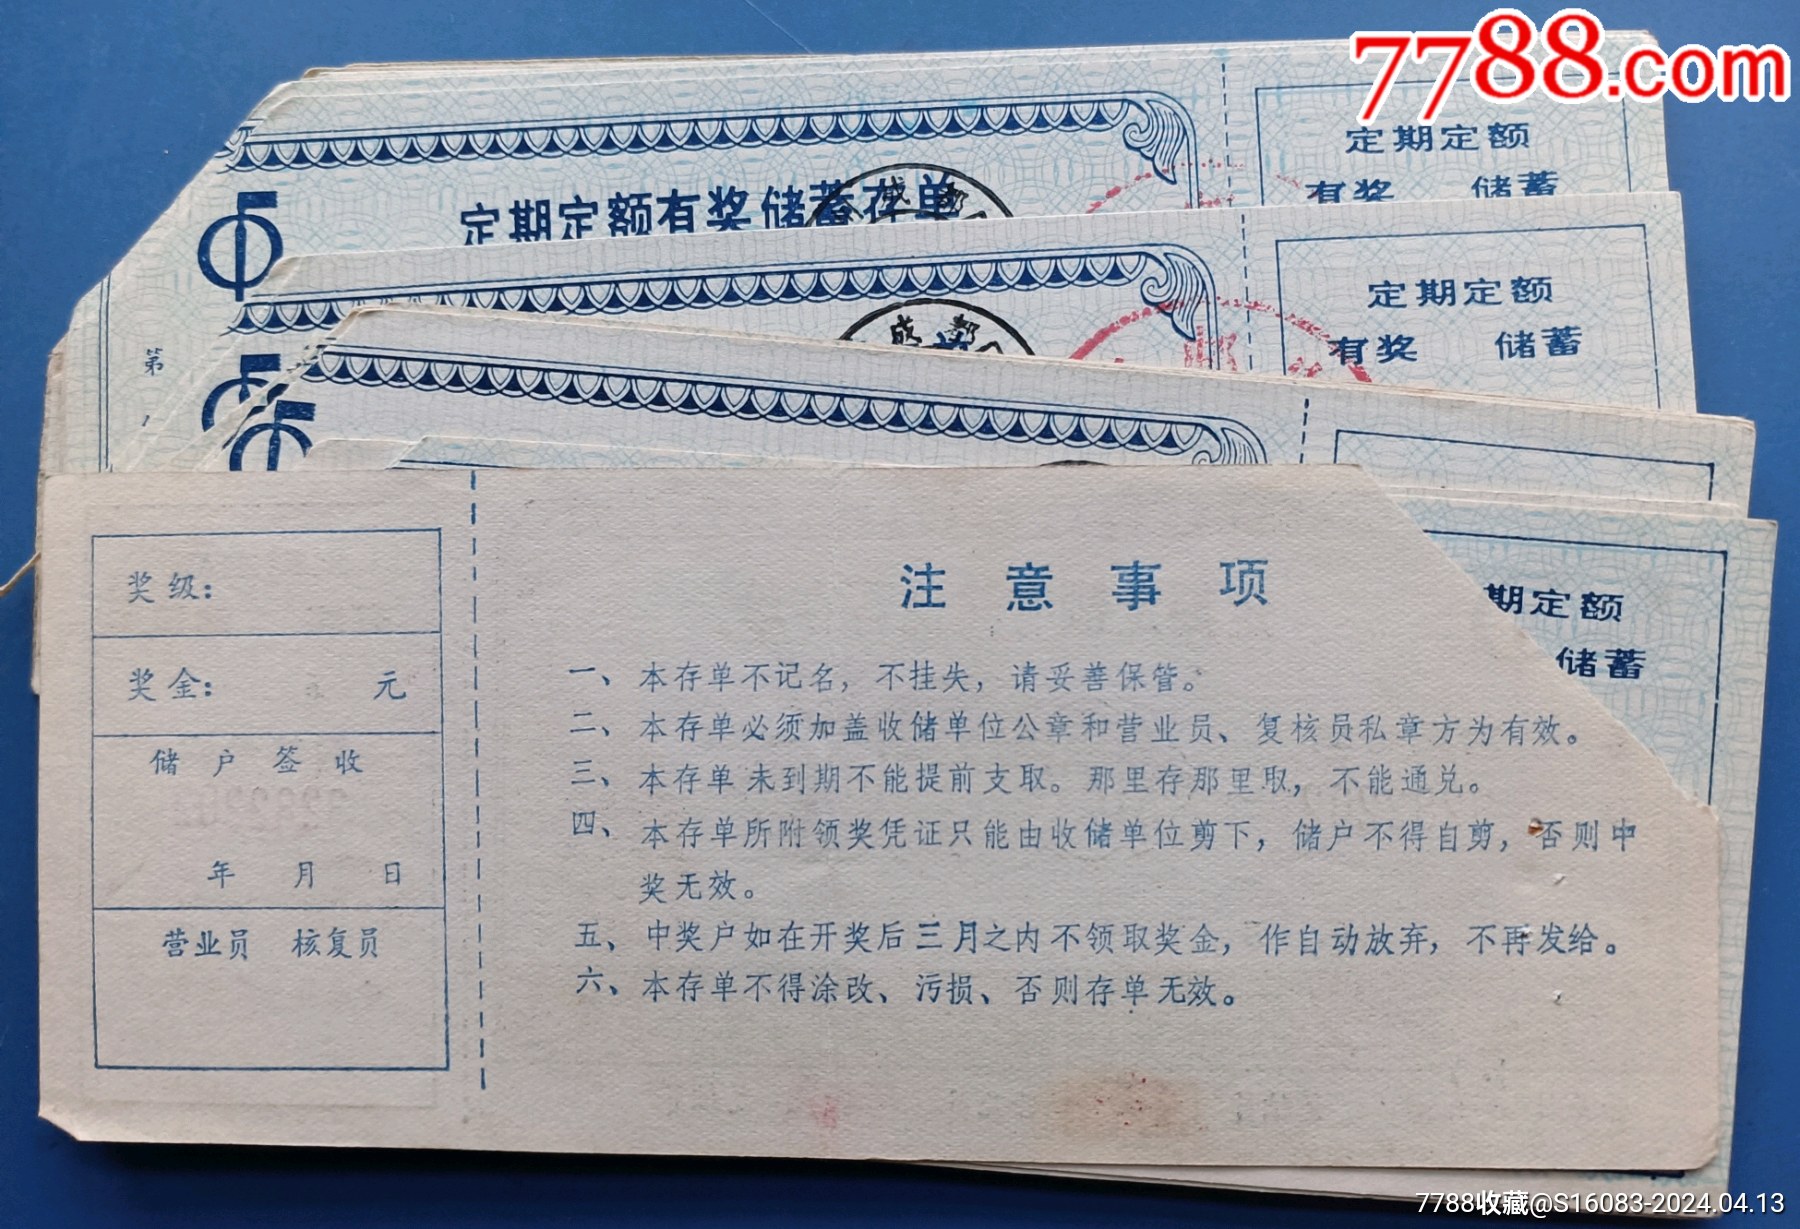 7788.com
定期定额
有奖 储蓄
定期定额有奖储蓄存单
成都
第
定期定额
有奖 储蓄
成都
期定额
储蓄
奖级：
奖金： 元
储户签收
年 月 日
营业员 核复员
注意事项
一、本存单不记名，不挂失，请妥善保管。
二、本存单必须加盖收储单位公章和营业员、复核员私章方为有效。
三、本存单未到期不能提前支取。那里存那里取，不能通兑。
四、本存单所附领奖凭证只能由收储单位剪下，储户不得自剪，否则中
奖无效。
五、中奖户如在开奖后三月之内不领取奖金，作自动放弃，不再发给。
六、本存单不得涂改、污损、否则存单无效。
7788收藏@S16083-2024.04.13